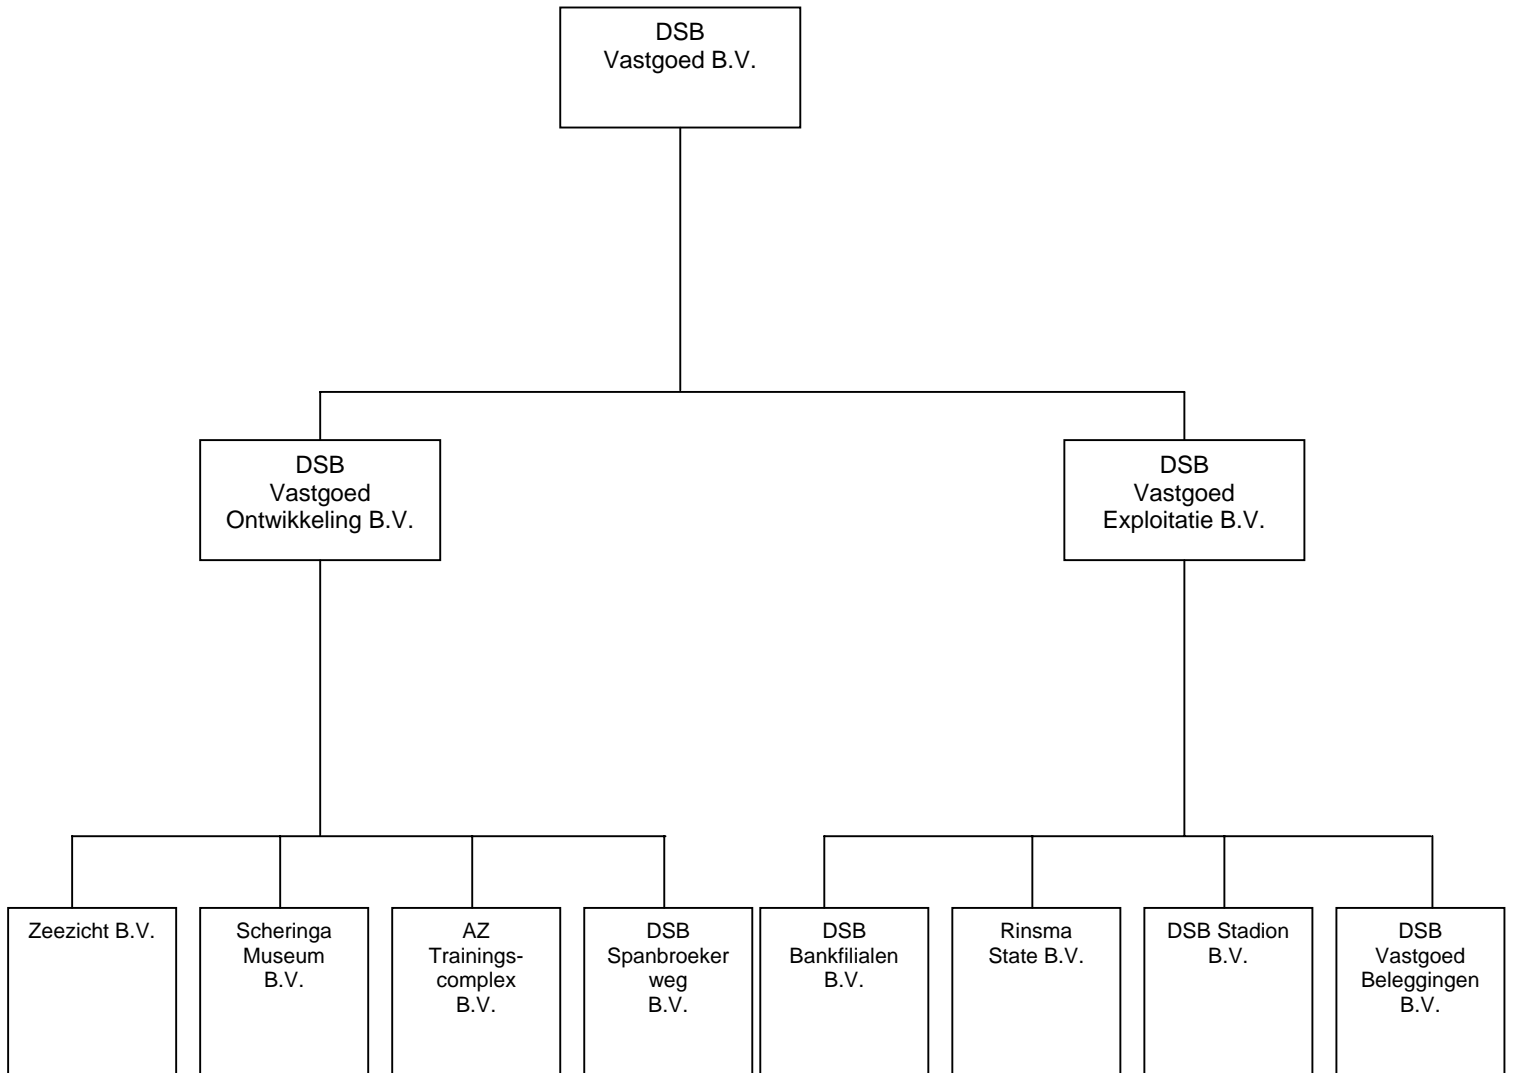 DSB
Vastgoed B.V.
DSB
Vastgoed
Ontwikkeling B.V.
DSB
Vastgoed
Exploitatie B.V.
Zeezicht B.V.
Scheringa
Museum
B.V.
AZ
Trainings-
complex
B.V.
DSB
Spanbroeker
weg
B.V.
DSB
Bankfilialen
B.V.
Rinsma
State B.V.
DSB Stadion
B.V.
DSB
Vastgoed
Beleggingen
B.V.